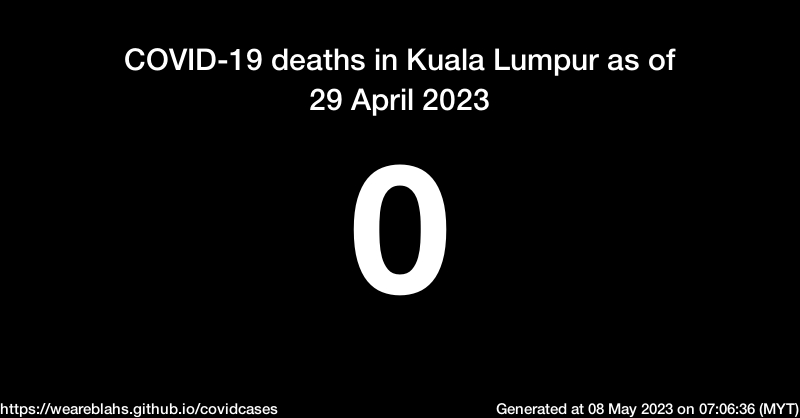 COVID-19 deaths in Kuala Lumpur as of
29 April 2023
0
https://weareblahs.github.io/covidcases
Generated at 08 May 2023 on 07:06:36 (MYT)